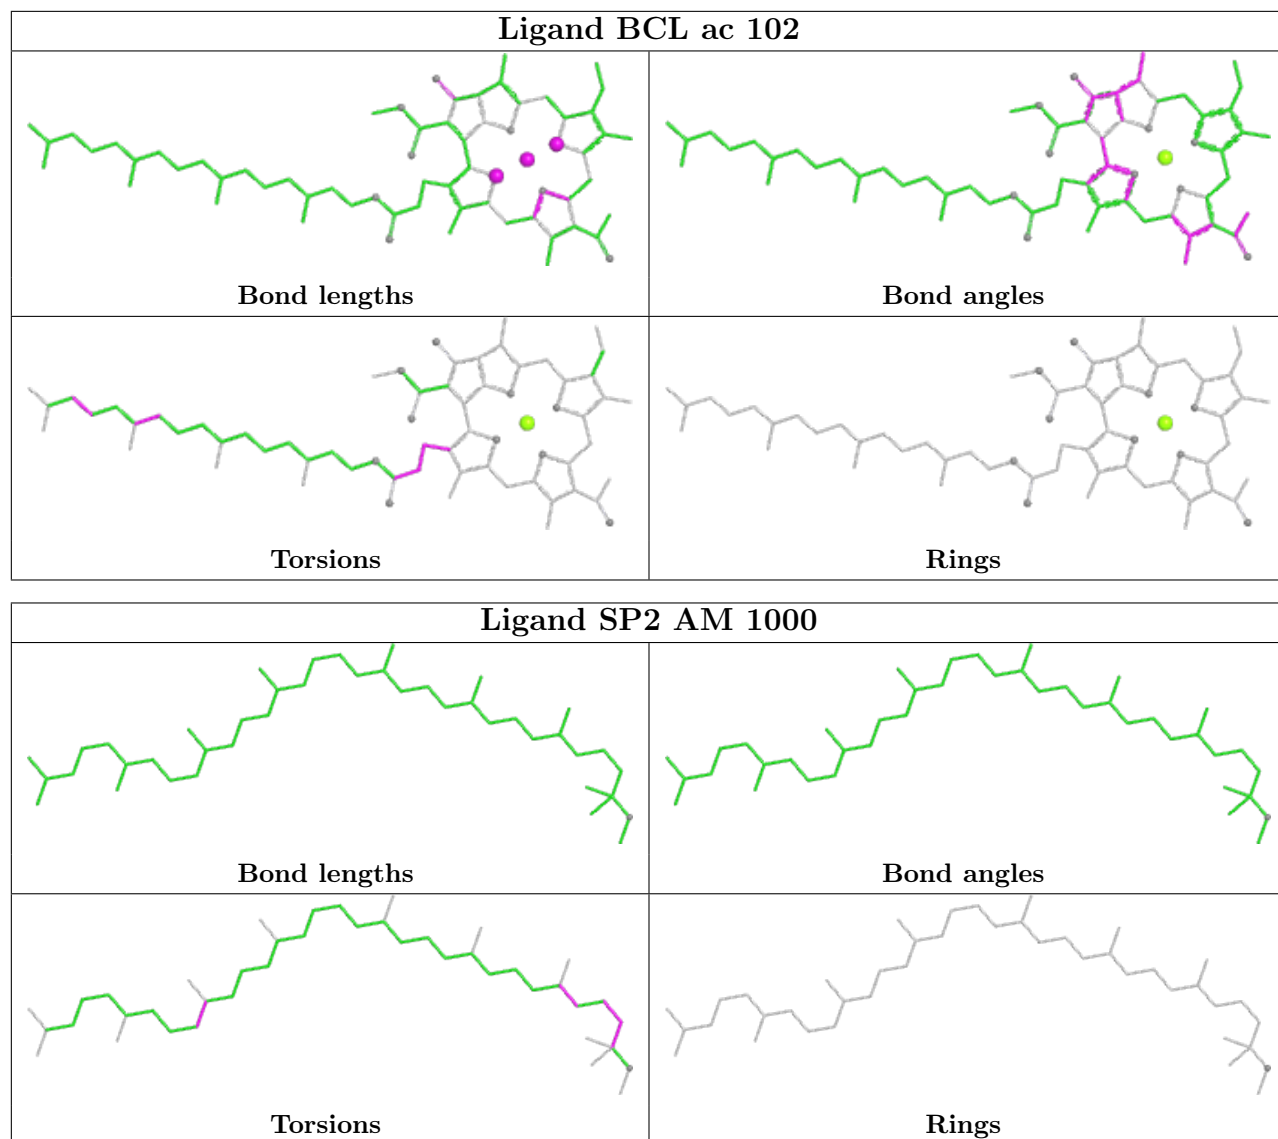 Ligand BCL ac 102
Bond lengths
Bond angles
Torsions
Rings
Ligand SP2 AM 1000
Bond lengths
Bond angles
Torsions
Rings